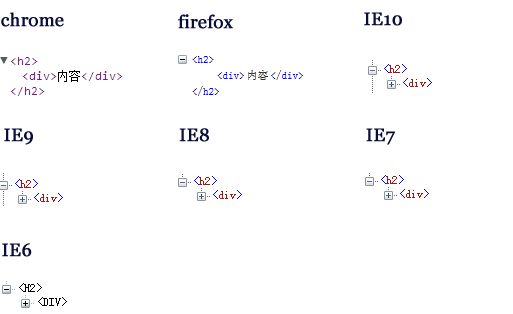 chrome
firefox
IE10
<h2>
<div>内容</div>
</h2>
<h2>
<div>内容</div>
</h2>
<h2>
<div>
IE9
IE8
IE7
<h2>
<div>
<h2>
<div>
<h2>
<div>
IE6
<H2>
<DIV>